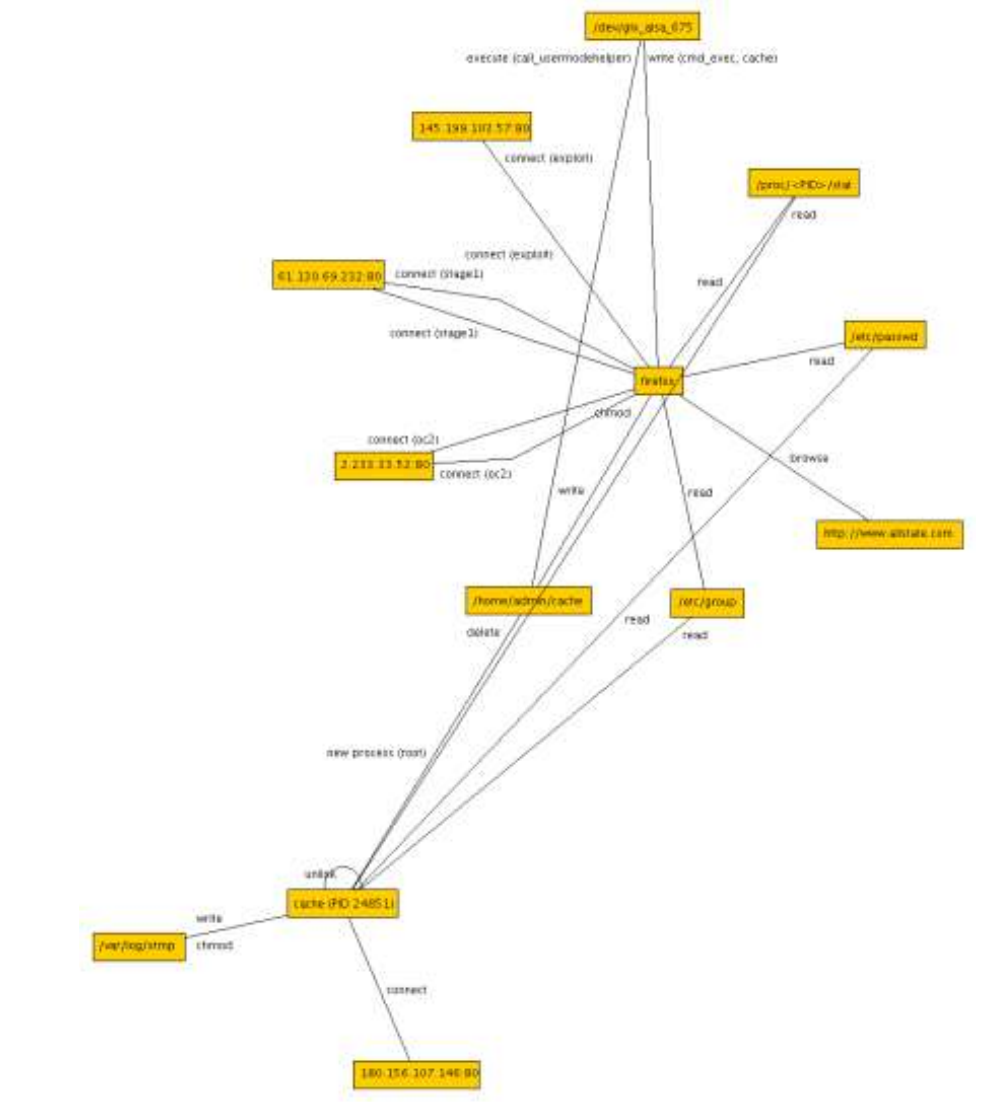 /dev/glx_alsa_675
execute (call_usermodehelper)
write (cmd_exec, cache)
145.199.103.57:80
connect (exploit)
/proc/<PID>/stat
read
connect (exploit)
61.130.69.232:80
connect (stage1)
read
connect (stage1)
/etc/passwd
read
firefox
chmod
connect (oc2)
2.233.33.52:80
connect (oc2)
browse
write
read
http://www.allstate.com
/home/admin/cache
/etc/group
delete
read
read
new process (root)
unlink
cache (PID 24851)
write
/var/log/xtmp
chmod
connect
180.156.107.146:80